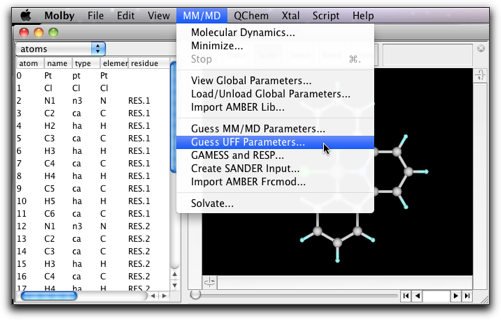 Molby File Edit View MM/MD QChem Xtal Script Help
atoms
atom name type elemer residue
0 Pt pt Pt
1 Cl Cl Cl
2 N1 n3 N RES.1
3 C2 ca C RES.1
4 H2 ha H RES.1
5 C3 ca C RES.1
6 H3 ha H RES.1
7 C4 ca C RES.1
8 H4 ha H RES.1
9 C5 ca C RES.1
10 H5 ha H RES.1
11 C6 ca C RES.1
12 N1 n3 N RES.2
13 C2 ca C RES.2
14 C3 ca C RES.2
15 H3 ha H RES.2
16 C4 ca C RES.2
17 H4 ha H RES.2
Molecular Dynamics...
Minimize...
Stop ⌘.
View Global Parameters...
Load/Unload Global Parameters...
Import AMBER Lib...
Guess MM/MD Parameters...
Guess UFF Parameters...
GAMESS and RESP...
Create SANDER Input...
Import AMBER Frcmod...
Solvate...